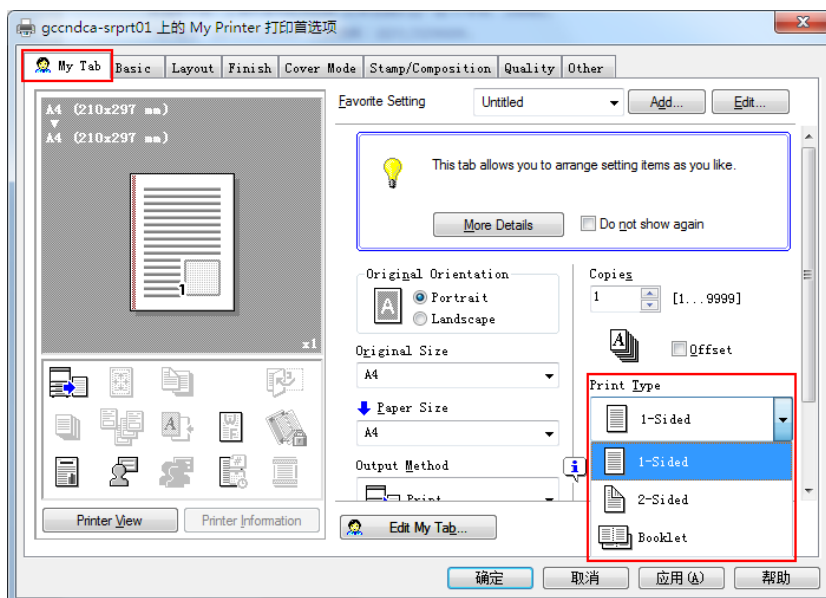 gccndca-srprt01 上的 My Printer 打印首选项
My Tab Basic Layout Finish Cover Mode Stamp/Composition Quality Other
A4 (210x297 mm)
A4 (210x297 mm)
1
x1
Favorite Setting Untitled Add... Edit...
This tab allows you to arrange setting items as you like.
More Details Do not show again
Original Orientation
A Portrait
Landscape
Copies
1 [1...9999]
A Offset
Original Size
A4
Paper Size
A4
Output Method
Print
Print Type
1-Sided
1-Sided
2-Sided
Booklet
Printer View Printer Information
Edit My Tab...
确定 取消 应用(A) 帮助